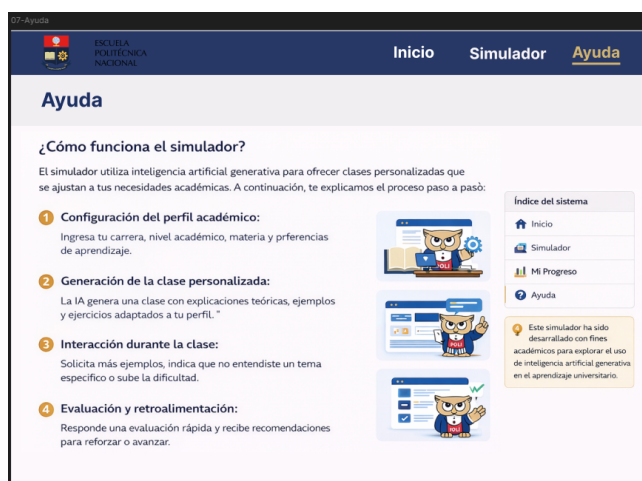 07-Ayuda
ESCUELA
POLITÉCNICA
NACIONAL
Inicio
Simulador
Ayuda
Ayuda
¿Cómo funciona el simulador?
El simulador utiliza inteligencia artificial generativa para ofrecer clases personalizadas que
se ajustan a tus necesidades académicas. A continuación, te explicamos el proceso paso a pasò:
1 Configuración del perfil académico:
Ingresa tu carrera, nivel académico, materia y prferencias
de aprendizaje.
2 Generación de la clase personalizada:
La IA genera una clase con explicaciones teóricas, ejemplos
y ejercicios adaptados a tu perfil. "
3 Interacción durante la clase:
Solicita más ejemplos, indica que no entendiste un tema
especifico o sube la dificultad.
4 Evaluación y retroalimentación:
Responde una evaluación rápida y recibe recomendaciones
para reforzar o avanzar.
POLI
POLI
POLI
Índice del sistema
Inicio
Simulador
Mi Progreso
? Ayuda
Este simulador ha sido
desarrallado con fines
académicos para explorar el uso
de inteligencia artificial generativa
en el aprendizaje universitario.